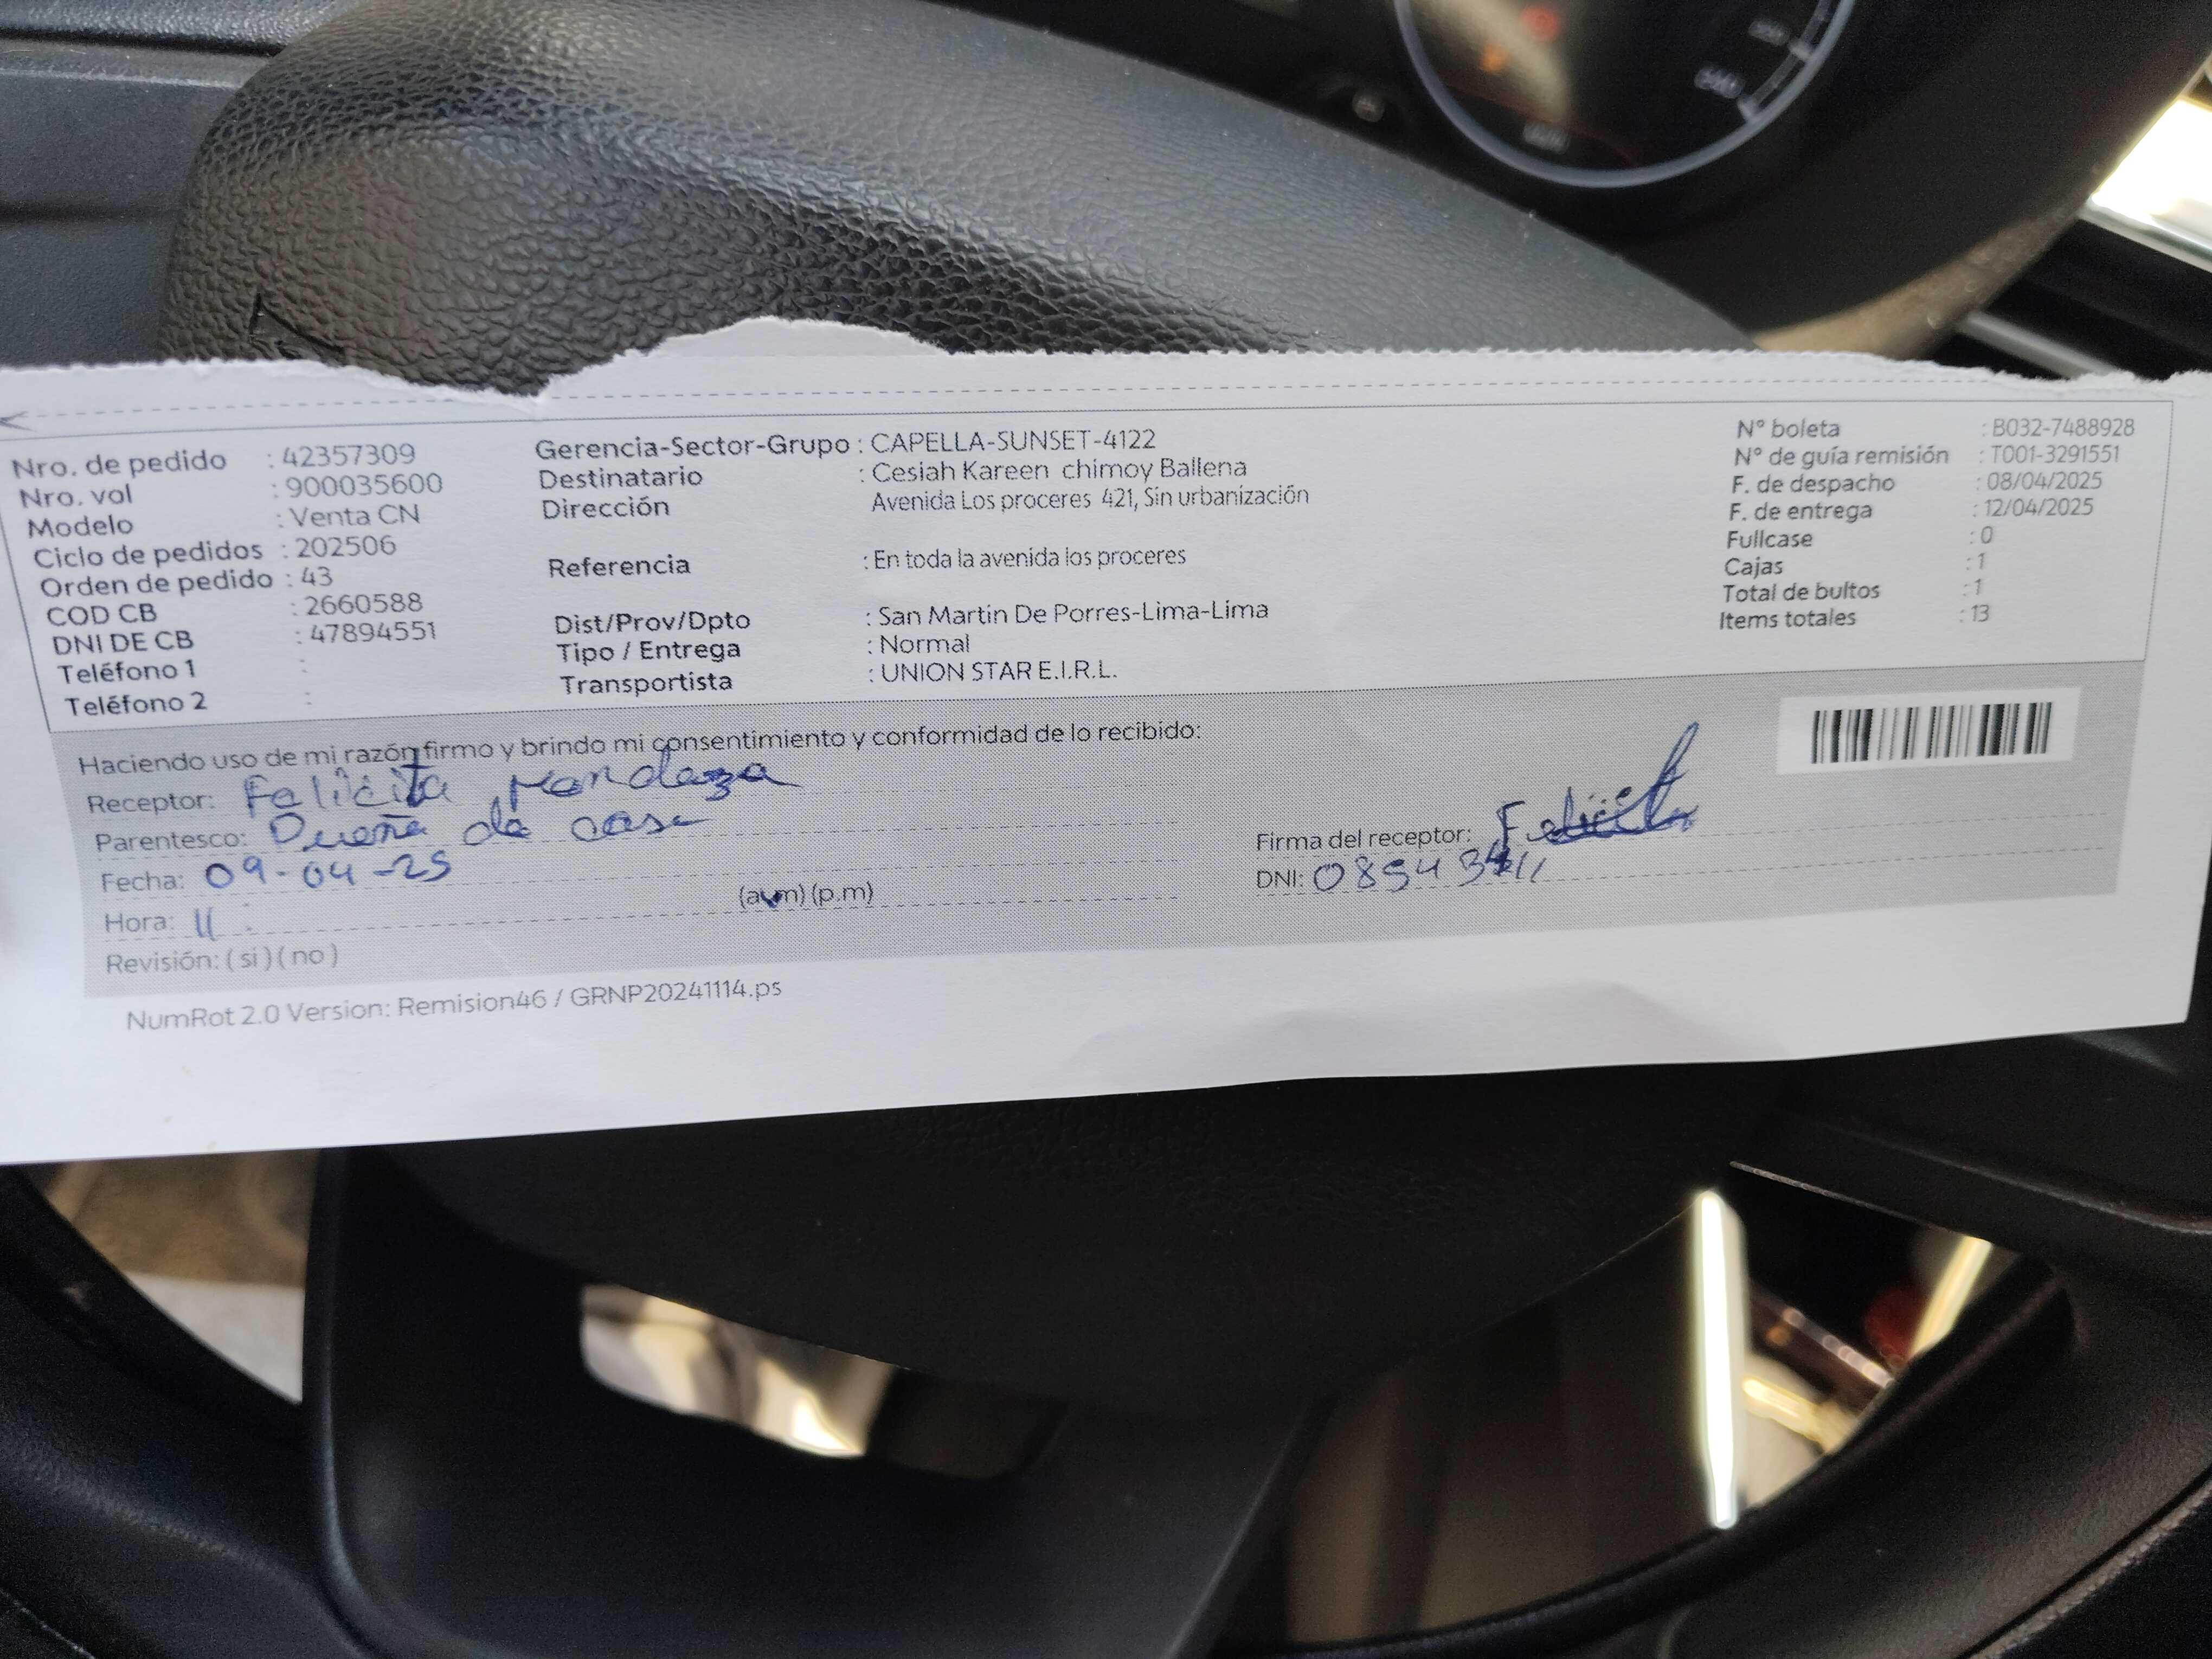 Nro. de pedido : 42357309
Nro. vol : 900035600
Modelo : Venta CN
Ciclo de pedidos : 202506
Orden de pedido : 43
COD CB : 2660588
DNI DE CB : 47894551
Teléfono 1 :
Teléfono 2 :
Gerencia-Sector-Grupo : CAPELLA-SUNSET-4122
Destinatario : Cesiah Kareen chimoy Ballena
Dirección Avenida Los proceres 421, Sin urbanización
Referencia : En toda la avenida los proceres
Dist/Prov/Dpto : San Martin De Porres-Lima-Lima
Tipo / Entrega : Normal
Transportista : UNION STAR E.I.R.L.
N° boleta : B032-7488928
N° de guía remisión : T001-3291551
F. de despacho : 08/04/2025
F. de entrega : 12/04/2025
Fullcase : 0
Cajas : 1
Total de bultos : 1
Items totales : 13
Haciendo uso de mi razón firmo y brindo mi consentimiento y conformidad de lo recibido:
Receptor: Felicita Mendoza
Parentesco: Dueña de casa
Fecha: 09-04-25
Hora: 11 : (a.m) (p.m)
Revisión: ( si ) ( no )
Firma del receptor:
DNI:
NumRot 2.0 Version: Remision46 / GRNP20241114.ps